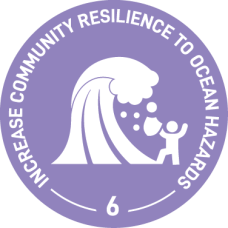 INCREASE COMMUNITY RESILIENCE TO OCEAN HAZARDS
6